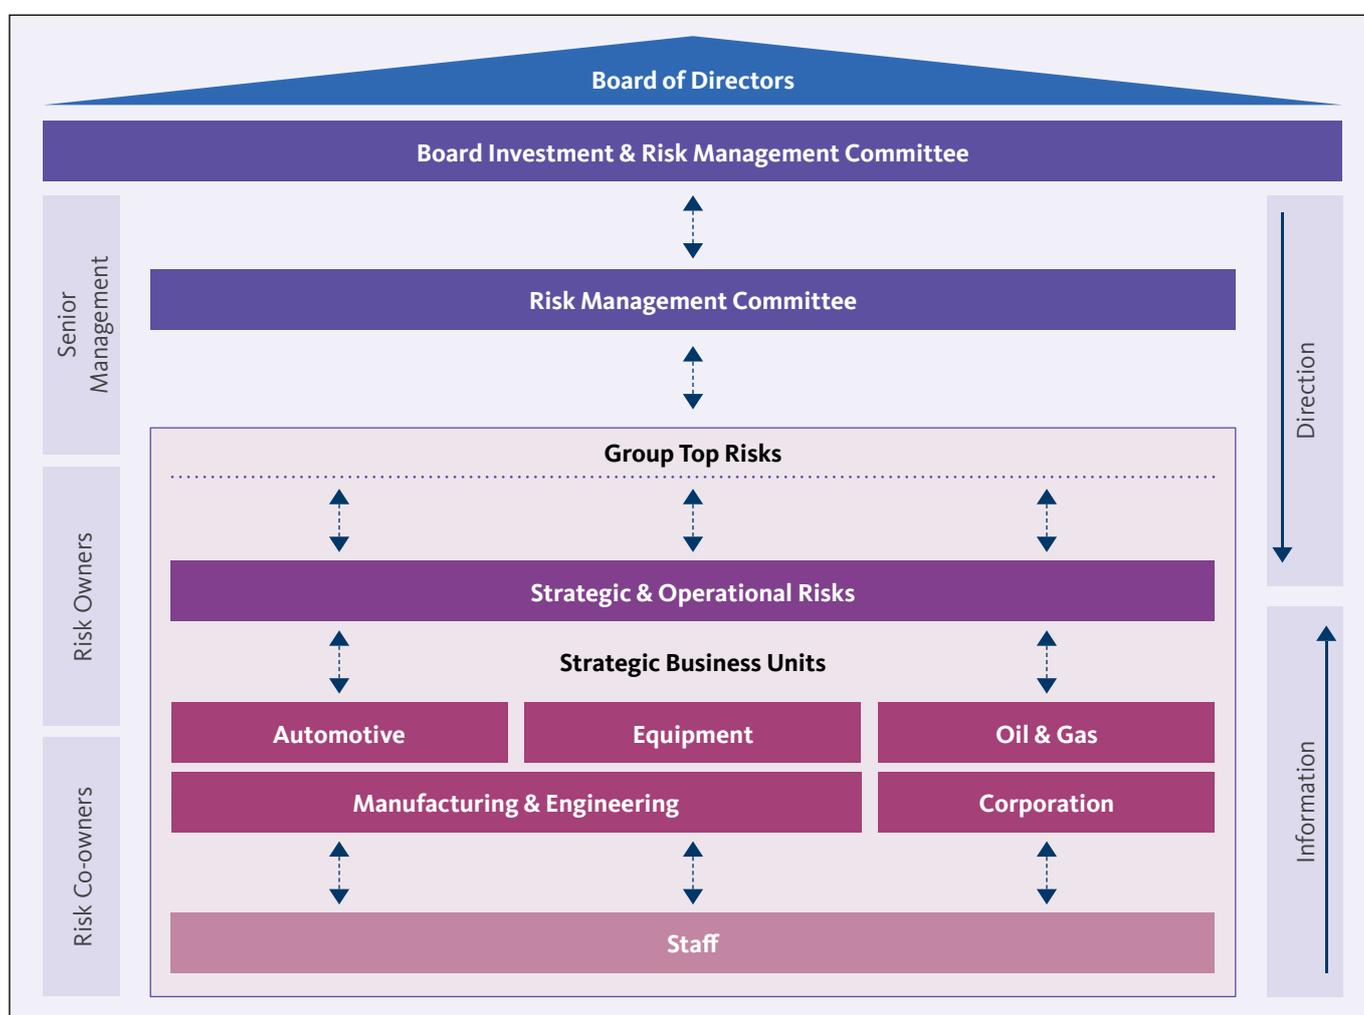 Board of Directors
Board Investment & Risk Management Committee
Senior
Management
Risk Management Committee
Direction
Group Top Risks
Risk Owners
Strategic & Operational Risks
Strategic Business Units
Automotive
Equipment
Oil & Gas
Manufacturing & Engineering
Corporation
Information
Risk Co-owners
Staff